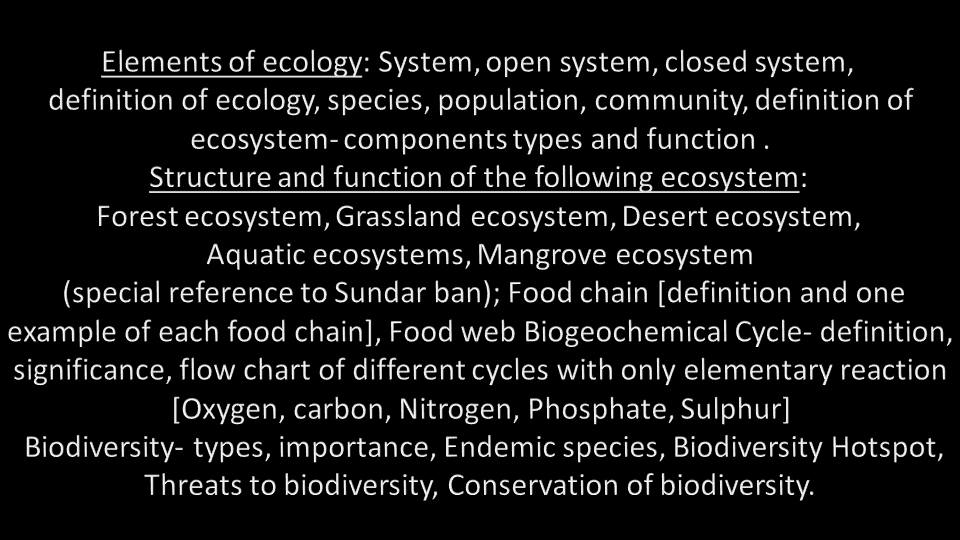 Elements of ecology: System, open system, closed system,
definition of ecology, species, population, community, definition of
ecosystem- components types and function .
Structure and function of the following ecosystem:
Forest ecosystem, Grassland ecosystem, Desert ecosystem,
Aquatic ecosystems, Mangrove ecosystem
(special reference to Sundar ban); Food chain [definition and one
example of each food chain], Food web Biogeochemical Cycle- definition,
significance, flow chart of different cycles with only elementary reaction
[Oxygen, carbon, Nitrogen, Phosphate, Sulphur]
Biodiversity- types, importance, Endemic species, Biodiversity Hotspot,
Threats to biodiversity, Conservation of biodiversity.